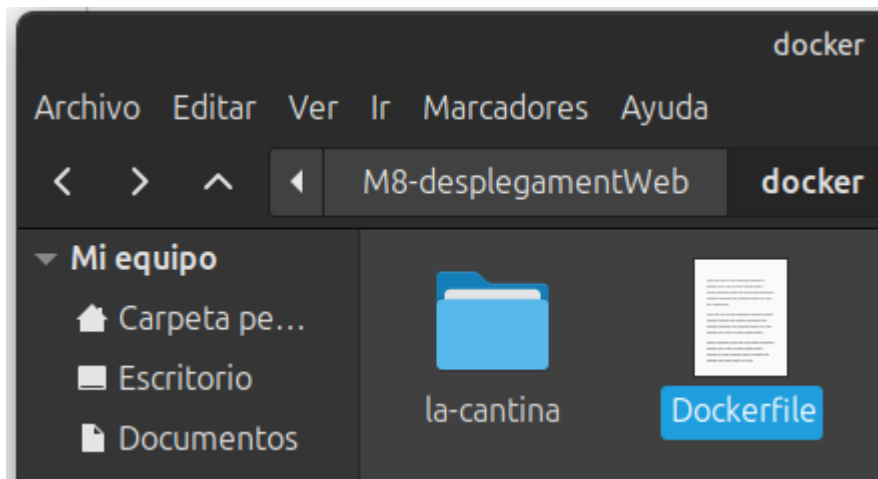 docker
Archivo Editar Ver Ir Marcadores Ayuda
M8-desplegamentWeb docker
Mi equipo
Carpeta pe...
Escritorio
Documentos
la-cantina
Dockerfile